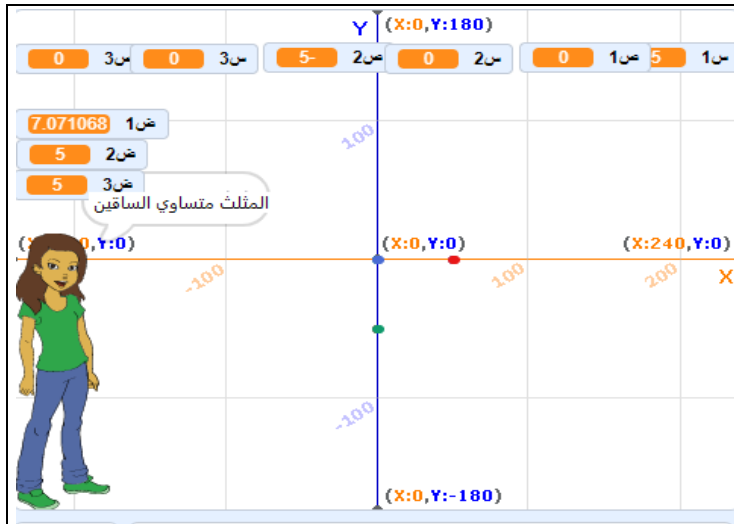 Y (X:0,Y:180)
س1 5 ص1 0 س2 0 ص2 -5 س3 0 س3 0
100
ض1 7.071068
ض2 5
ض3 5
المثلث متساوي الساقين
,Y:0) (X:0,Y:0) (X:240,Y:0)
-100 100 200 X
-100
(X:0,Y:-180)